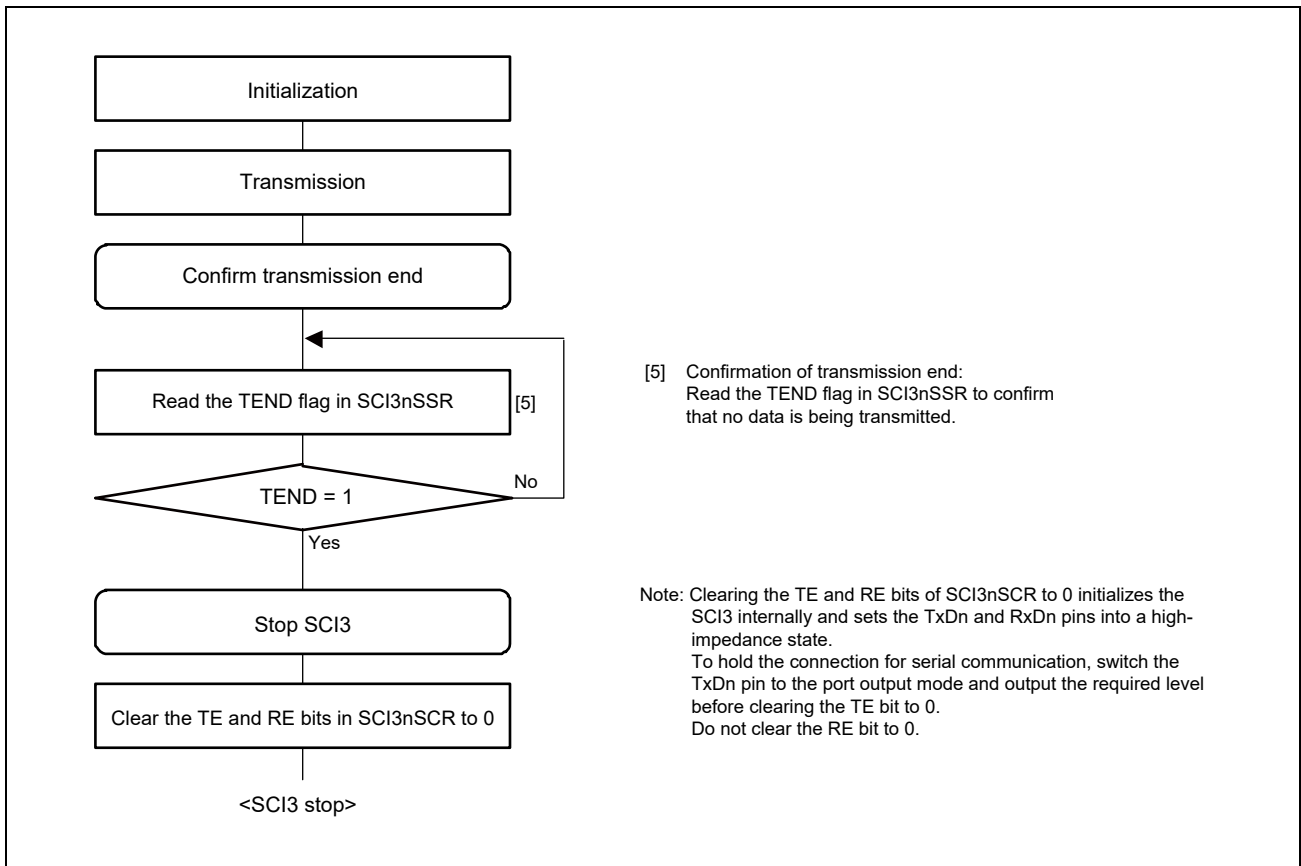 Initialization
Transmission
Confirm transmission end
Read the TEND flag in SCI3nSSR
[5]
[5] Confirmation of transmission end:
Read the TEND flag in SCI3nSSR to confirm
that no data is being transmitted.
TEND = 1
No
Yes
Stop SCI3
Clear the TE and RE bits in SCI3nSCR to 0
<SCI3 stop>
Note: Clearing the TE and RE bits of SCI3nSCR to 0 initializes the
SCI3 internally and sets the TxDn and RxDn pins into a high-
impedance state.
To hold the connection for serial communication, switch the
TxDn pin to the port output mode and output the required level
before clearing the TE bit to 0.
Do not clear the RE bit to 0.